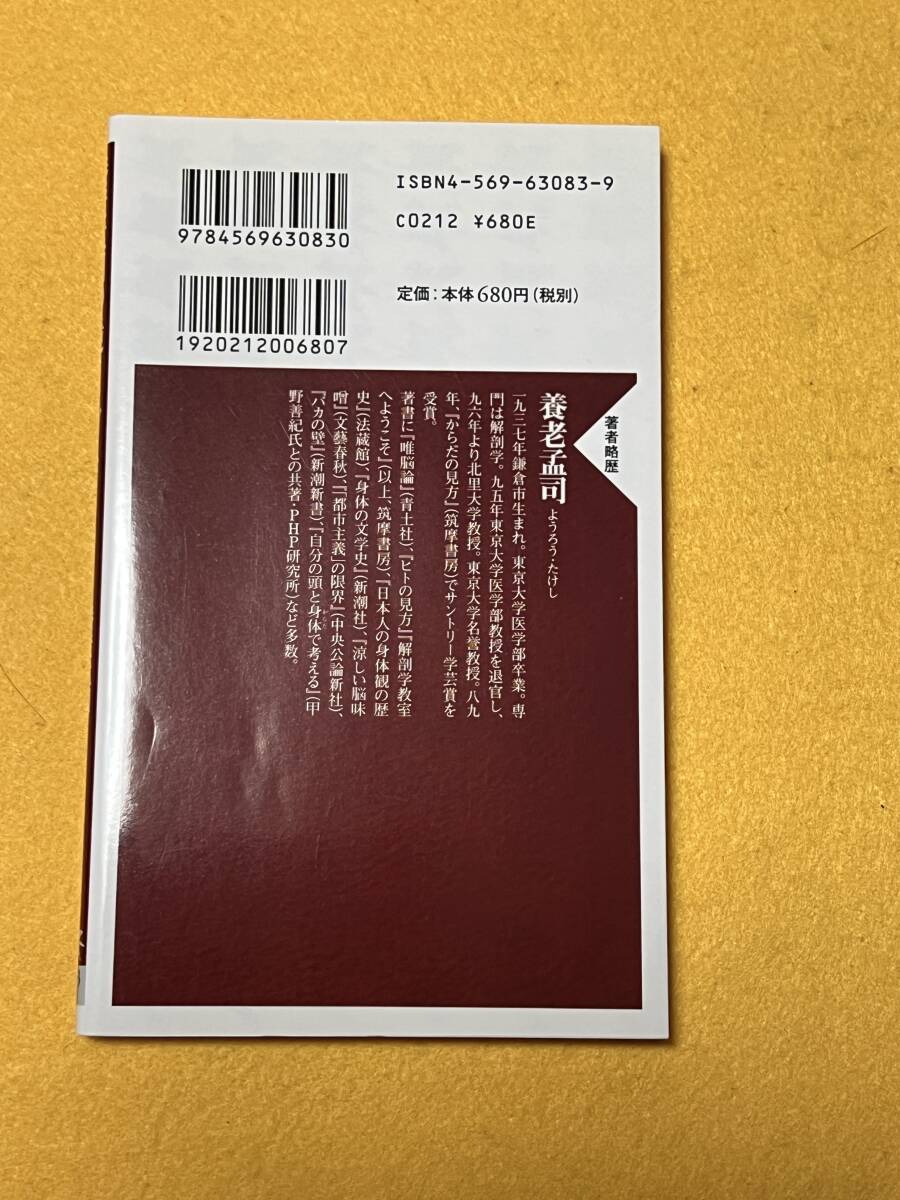 ISBN4-569-63083-9
C0212 ¥680E
定価：本体680円（税別）
9784569630830
1920212006807
著者略歴
養老孟司 ようろう・たけし
一九三七年鎌倉市生まれ。東京大学医学部卒業。専
門は解剖学。九五年東京大学医学部教授を退官し、
九六年より北里大学教授。東京大学名誉教授。八九
年、『からだの見方』（筑摩書房）でサントリー学芸賞を
受賞。
著書に『唯脳論』（青土社）、『ヒトの見方』『解剖学教室
へようこそ』（以上、筑摩書房）、『日本人の身体観の歴
史』（法蔵館）、『身体の文学史』（新潮社）、『涼しい脳味
噌』（文藝春秋）、『「都市主義」の限界』（中央公論新社）、
『バカの壁』（新潮新書）、『自分の頭と身体で考える』（甲
からだ
野善紀氏との共著・PHP研究所）など多数。